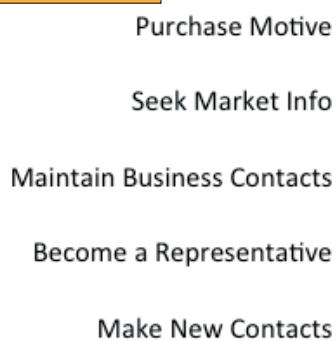 Purchase Motive
Seek Market Info
Maintain Business Contacts
Become a Representative
Make New Contacts